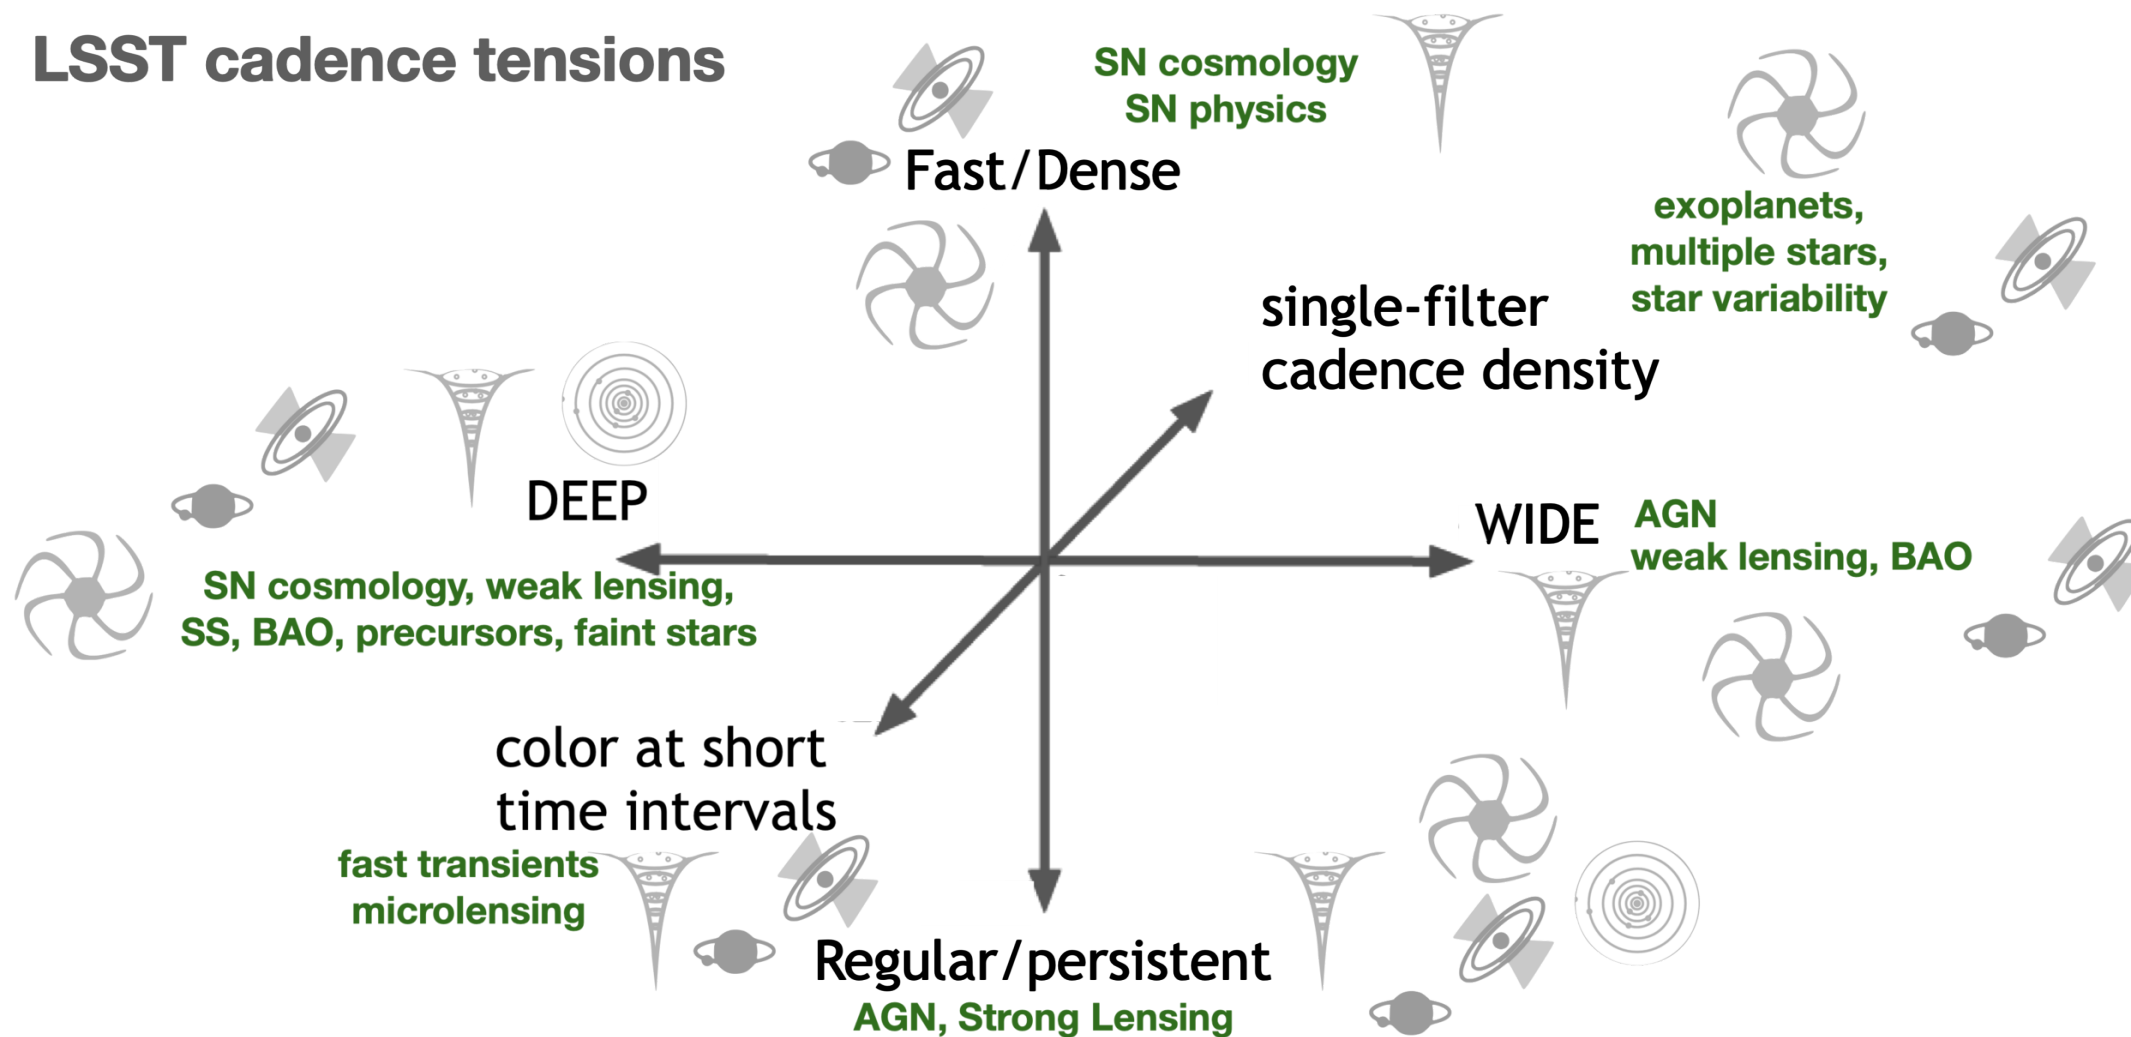 LSST cadence tensions
SN cosmology
SN physics
Fast/Dense
exoplanets,
multiple stars,
star variability
single-filter
cadence density
DEEP
WIDE
AGN
weak lensing, BAO
SN cosmology, weak lensing,
SS, BAO, precursors, faint stars
color at short
time intervals
fast transients
microlensing
Regular/persistent
AGN, Strong Lensing